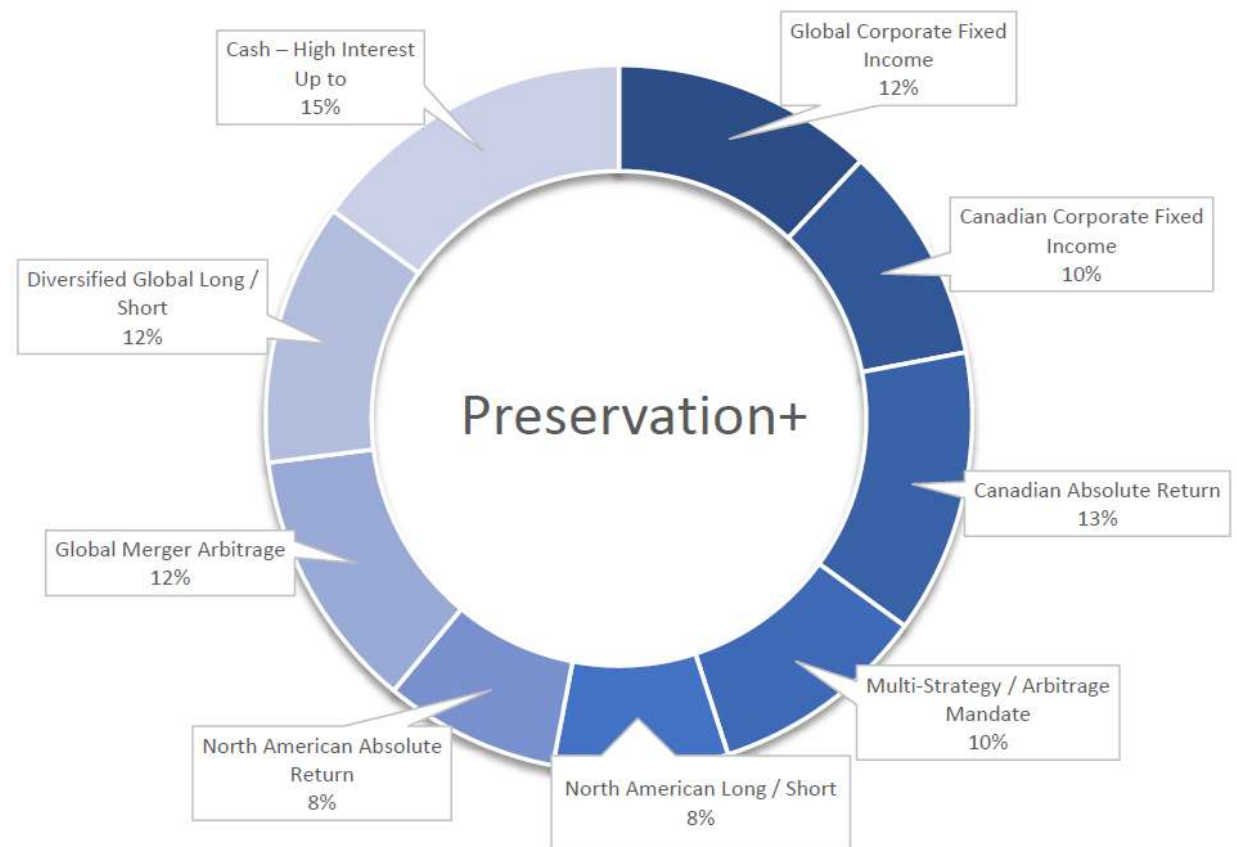 Global Corporate Fixed
Income
12%
Canadian Corporate Fixed
Income
10%
Canadian Absolute Return
13%
Multi-Strategy / Arbitrage
Mandate
10%
North American Long / Short
8%
North American Absolute
Return
8%
Global Merger Arbitrage
12%
Diversified Global Long /
Short
12%
Cash – High Interest
Up to
15%
Preservation+